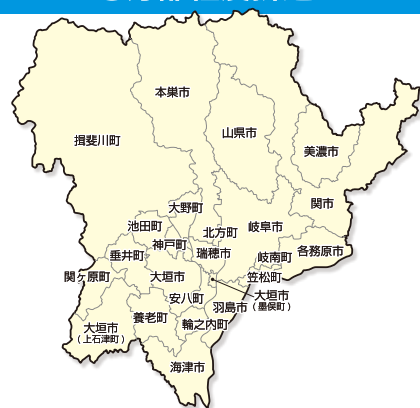 本巣市
山県市
揖斐川町
美濃市
関市
大野町
池田町
北方町
岐阜市
神戸町
垂井町
瑞穂市
岐南町
各務原市
関ヶ原町
大垣市
笠松町
安八町
羽島市
大垣市
(墨俣町)
養老町
輪之内町
大垣市
(上石津町)
海津市